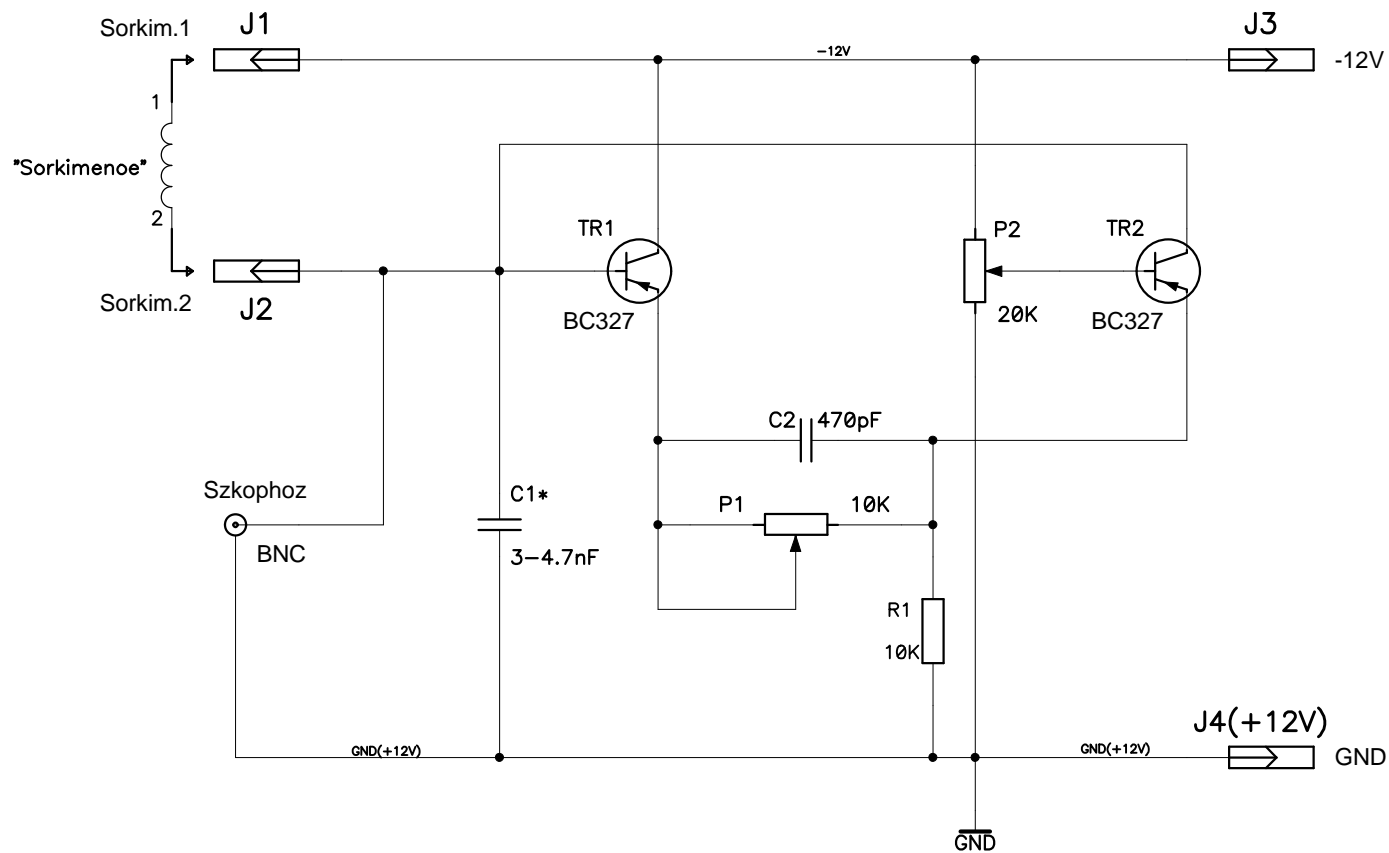 Sorkim.1
J1
-12V
J3
-12V
1
"Sorkimenoe"
2
Sorkim.2
J2
TR1
BC327
P2
20K
TR2
BC327
C2
470pF
Szkophoz
BNC
C1*
3-4.7nF
P1
10K
R1
10K
J4(+12V)
GND(+12V)
GND(+12V)
GND
GND